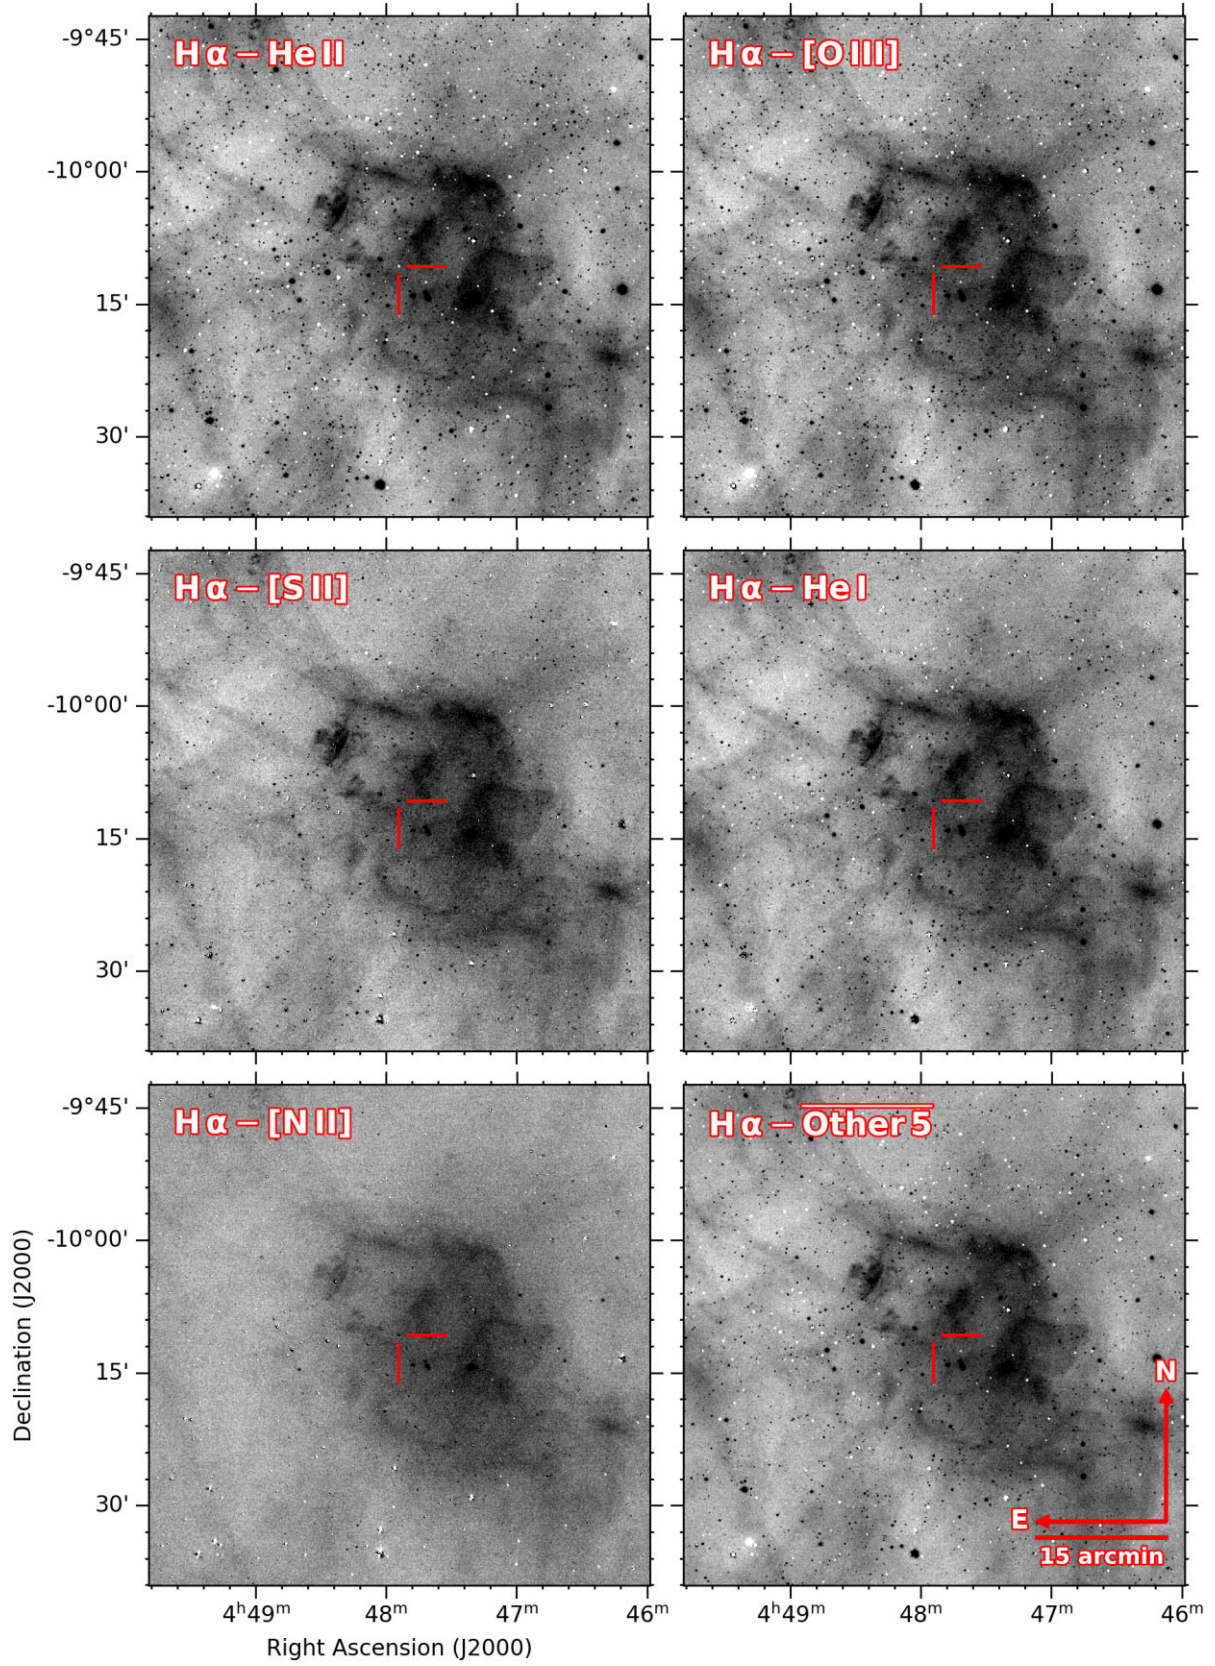 Hα − He II
Hα − [O III]
-9°45'
-10°00'
15'
30'
Hα − [S II]
Hα − He I
-9°45'
-10°00'
15'
30'
Hα − [N II]
Hα − Other 5
-9°45'
-10°00'
15'
30'
N
E
15 arcmin
4ʰ49ᵐ
48ᵐ
47ᵐ
46ᵐ
4ʰ49ᵐ
48ᵐ
47ᵐ
46ᵐ
Right Ascension (J2000)
Declination (J2000)